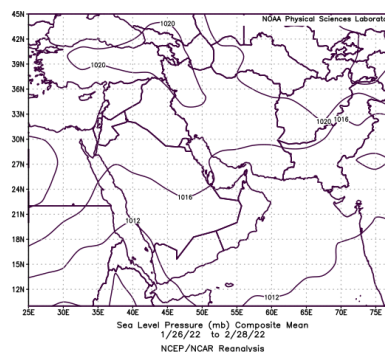 NOAA Physical Sciences Laborato
45N
42N
39N
36N
33N
30N
27N
24N
21N
18N
15N
12N
1020
1020
1020
1016
1016
1012
1012
25E 30E 35E 40E 45E 50E 55E 60E 65E 70E 75E
Sea Level Pressure (mb) Composite Mean
1/26/22 to 2/28/22
NCEP/NCAR Reanalysis